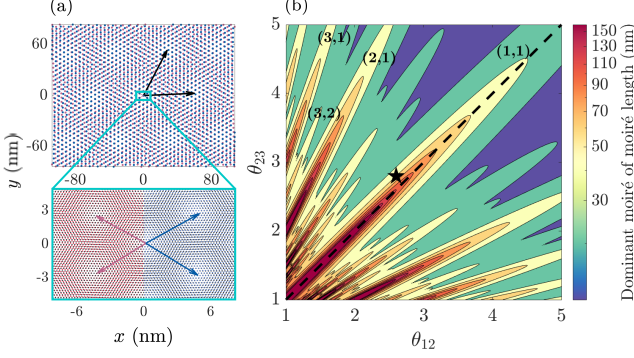 (a)
80
0
-60
y (nm)
-80 0 80
3
0
-3
-6 0 6
x (nm)
(b)
(3,1)
(2,1)
(1,1)
(3,2)
5
4
3
2
1
θ23
1 2 3 4 5
θ12
150
130
110
90
70
50
30
Dominant moiré of moiré length (nm)